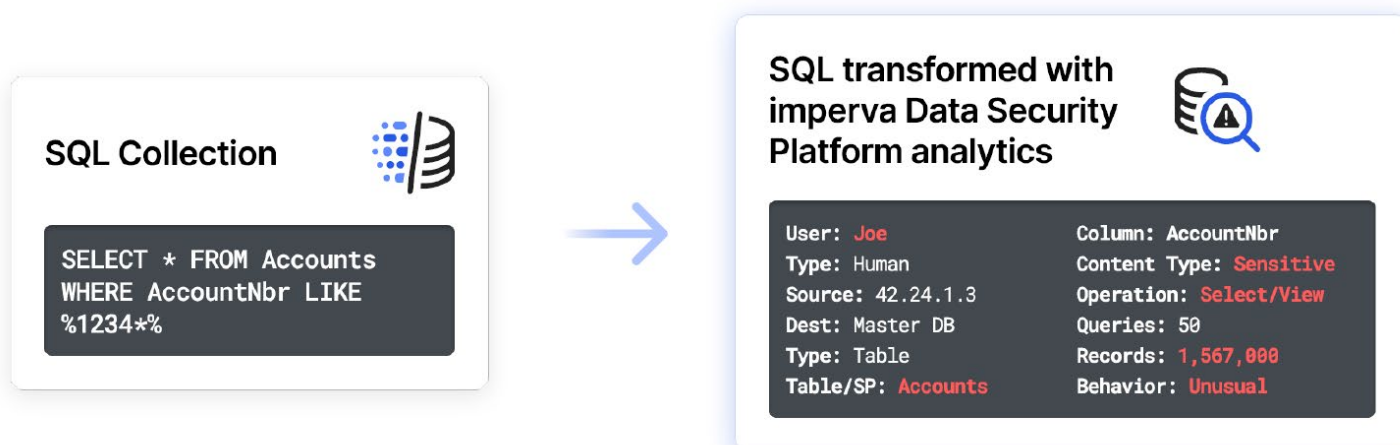 SQL Collection
SELECT * FROM Accounts
WHERE AccountNbr LIKE
%1234*%
SQL transformed with
imperva Data Security
Platform analytics
User: Joe
Type: Human
Source: 42.24.1.3
Dest: Master DB
Type: Table
Table/SP: Accounts
Column: AccountNbr
Content Type: Sensitive
Operation: Select/View
Queries: 50
Records: 1,567,000
Behavior: Unusual